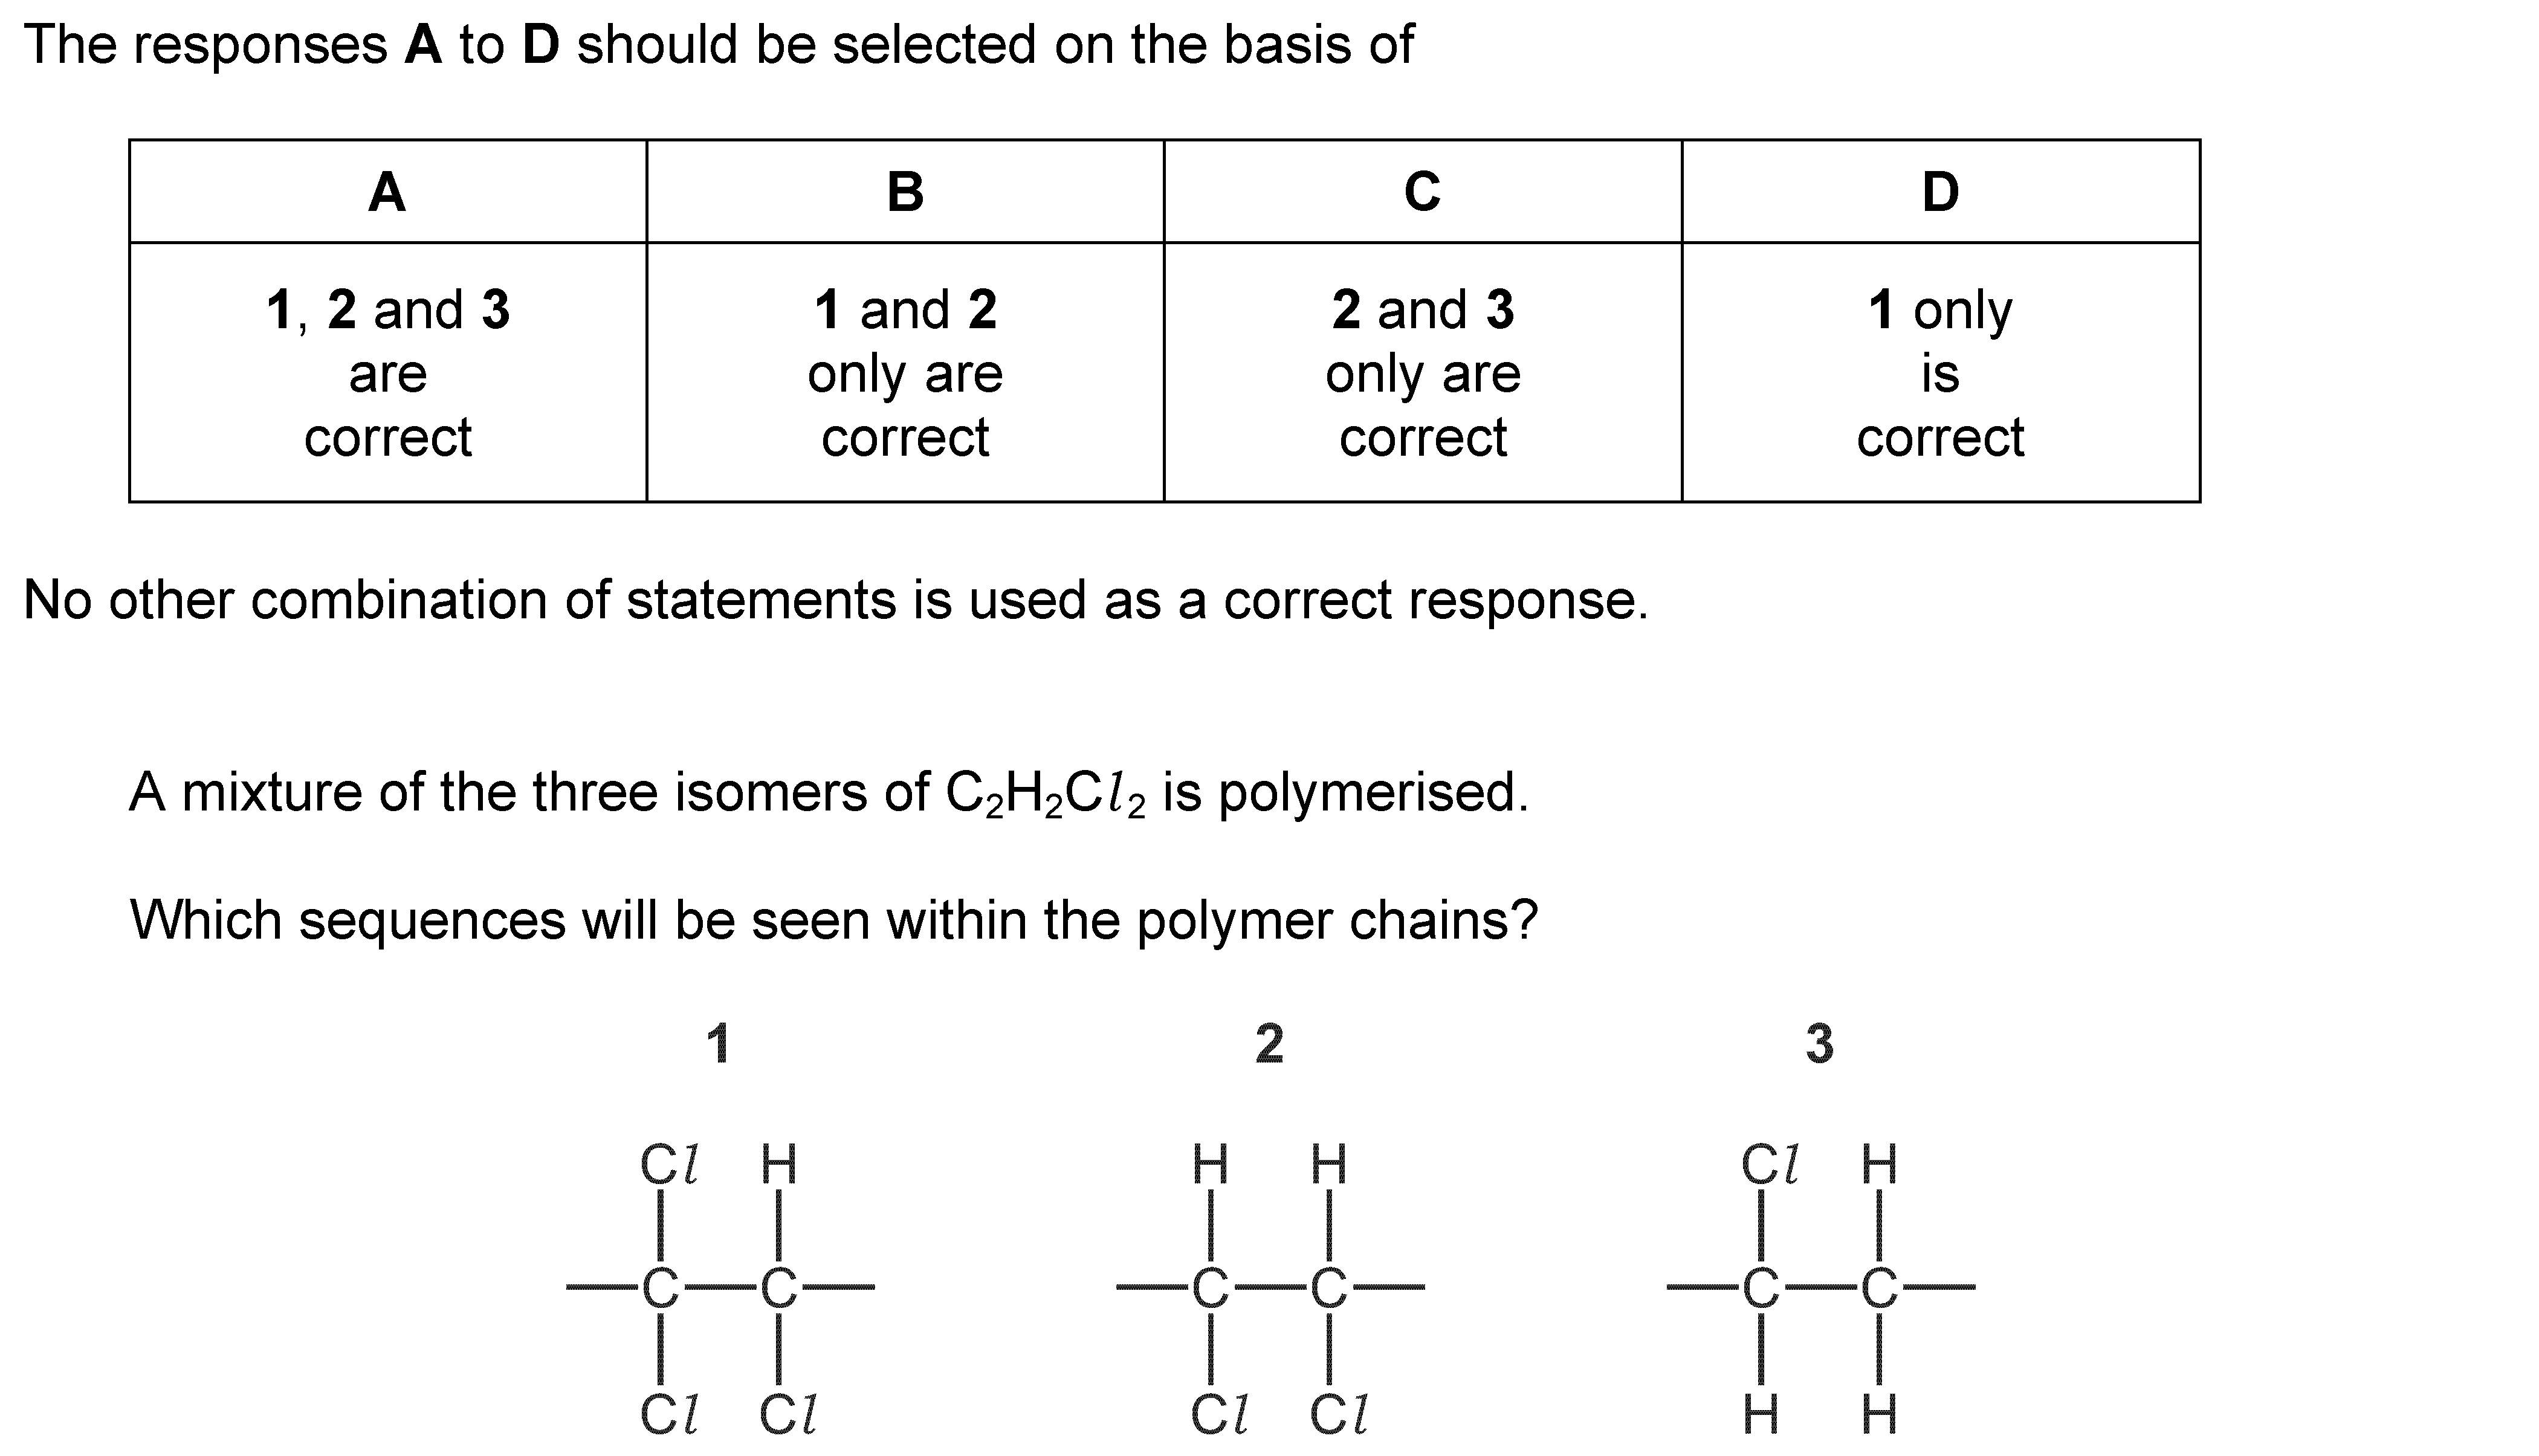 The responses A to D should be selected on the basis of
A B C D
1, 2 and 3 1 and 2 2 and 3 1 only
are only are only are is
correct correct correct correct
No other combination of statements is used as a correct response.
A mixture of the three isomers of C₂H₂Cl₂ is polymerised.
Which sequences will be seen within the polymer chains?
1 2 3
Cl H H H Cl H
C C C C C C
Cl Cl Cl Cl H H